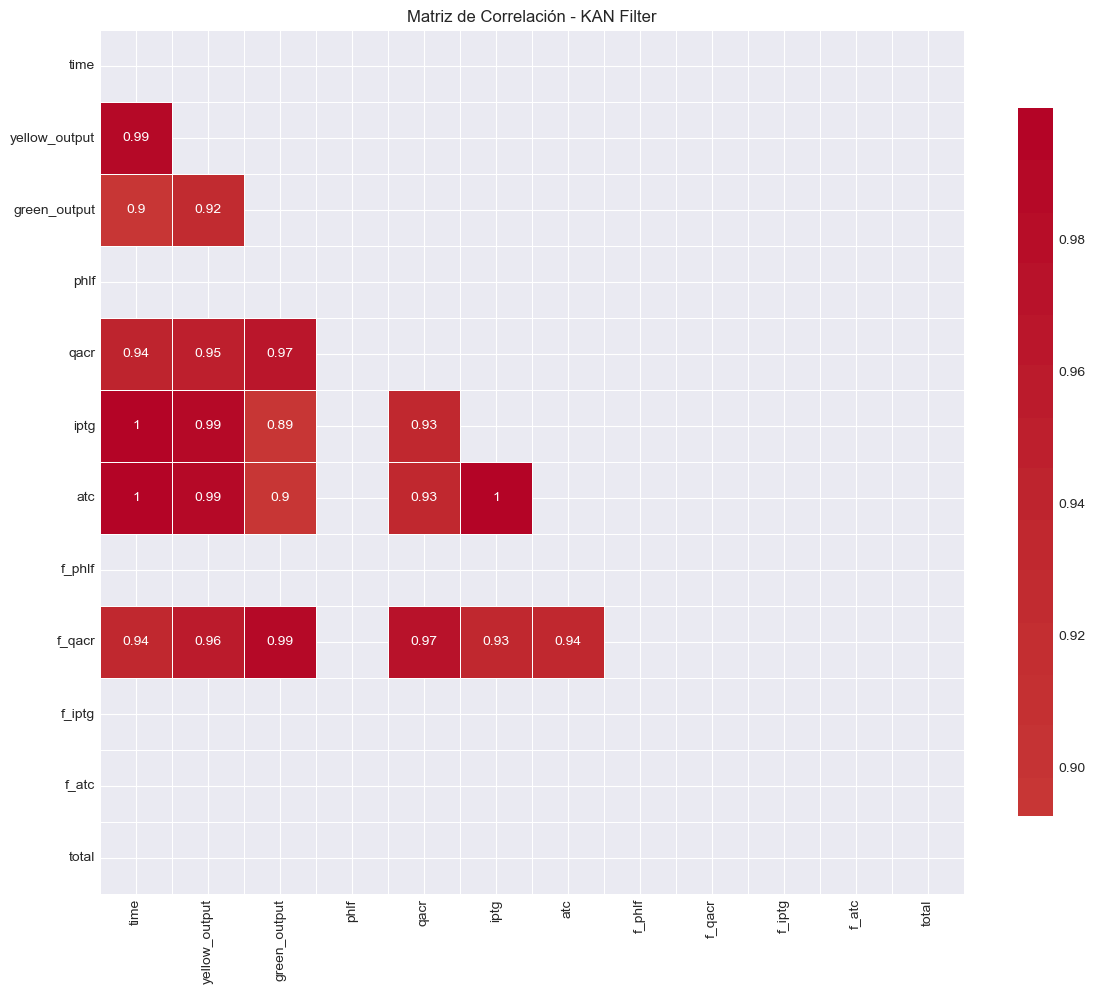 Matriz de Correlación - KAN Filter
time
yellow_output
0.99
green_output
0.9 0.92
phlf
qacr
0.94 0.95 0.97
iptg
1 0.99 0.89 0.93
atc
1 0.99 0.9 0.93 1
f_phlf
f_qacr
0.94 0.96 0.99 0.97 0.93 0.94
f_iptg
f_atc
total
time
yellow_output
green_output
phlf
qacr
iptg
atc
f_phlf
f_qacr
f_iptg
f_atc
total
0.98
0.96
0.94
0.92
0.90